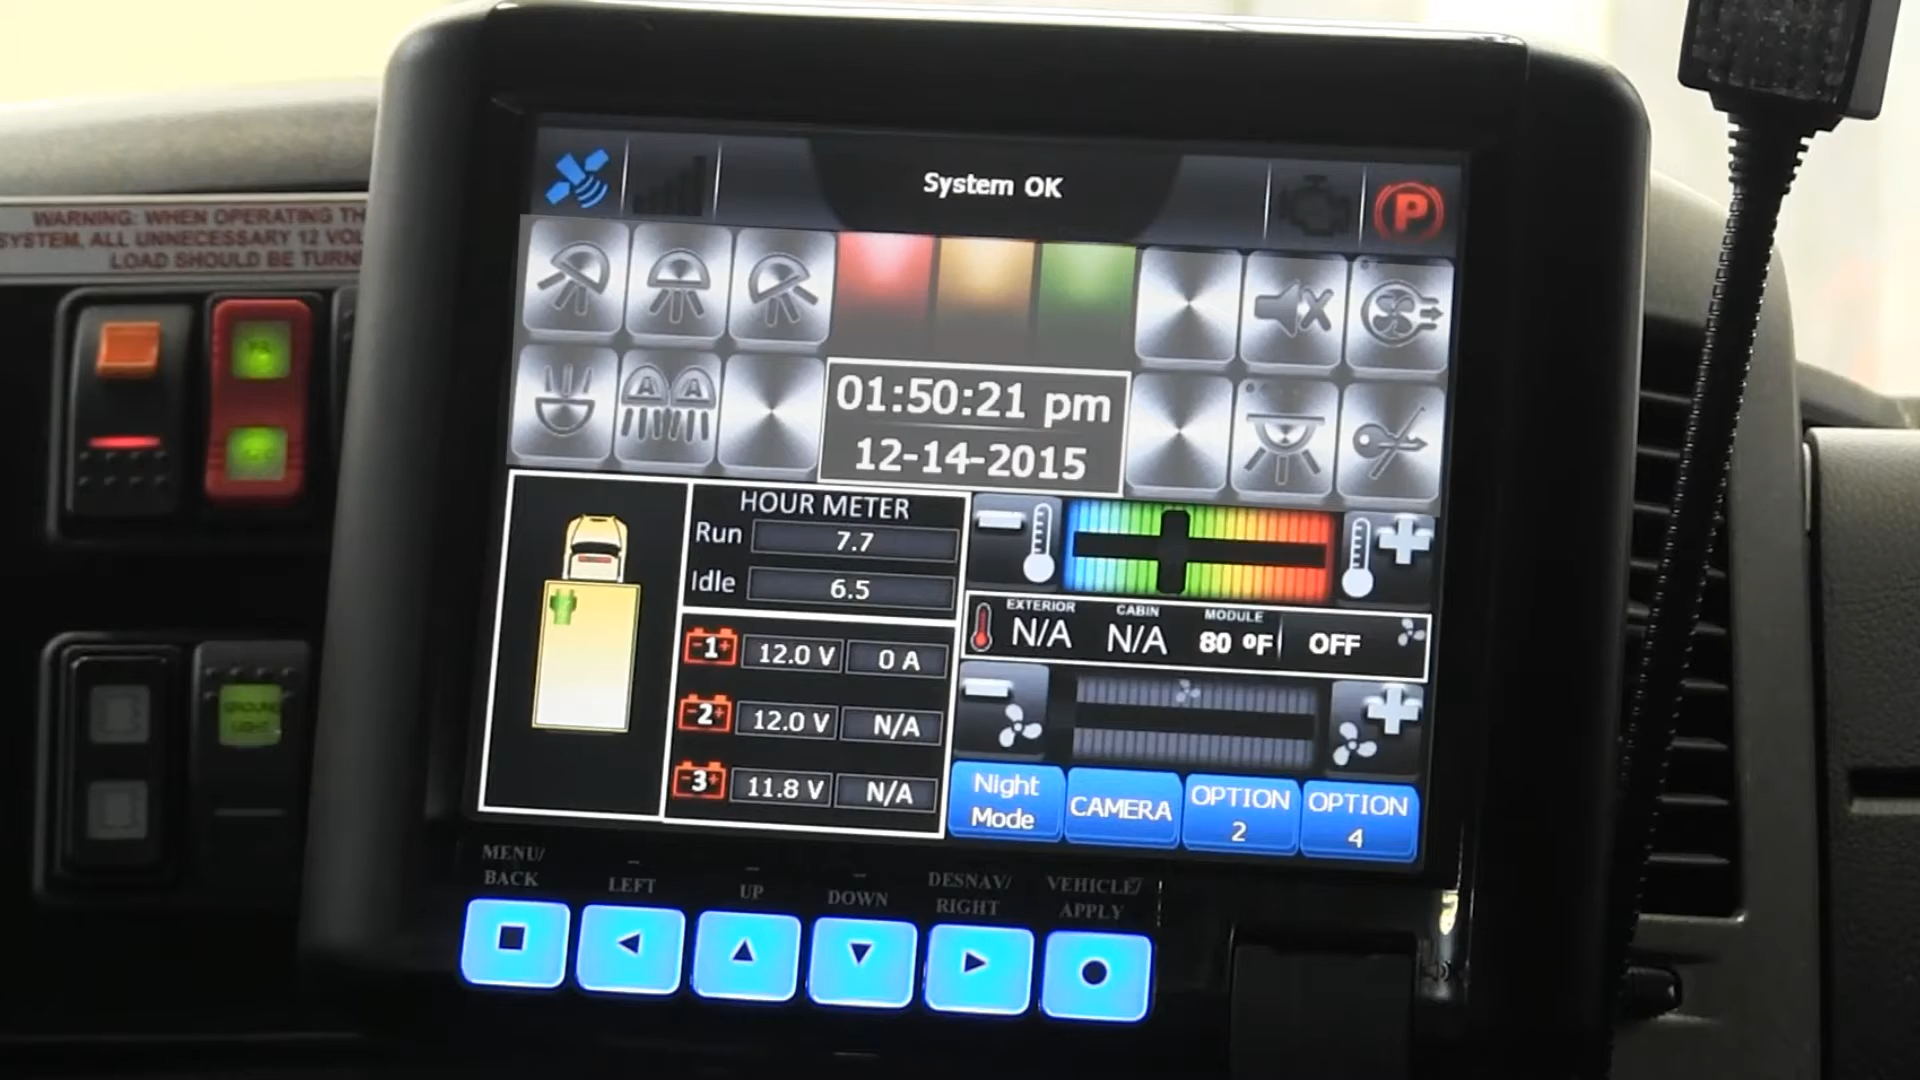 System OK
P
WARNING: WHEN OPERATING TH
SYSTEM, ALL UNNECESSARY 12 VOL
LOAD SHOULD BE TURN
A A
01:50:21 pm
12-14-2015
HOUR METER
Run 7.7
Idle 6.5
-1+ 12.0 V 0 A
-2+ 12.0 V N/A
-3+ 11.8 V N/A
EXTERIOR CABIN MODULE
N/A N/A 80 ºF OFF
Night
Mode
CAMERA
OPTION
2
OPTION
4
MENU/
BACK
LEFT
UP
DOWN
DESNAV/
RIGHT
VEHICLE/
APPLY